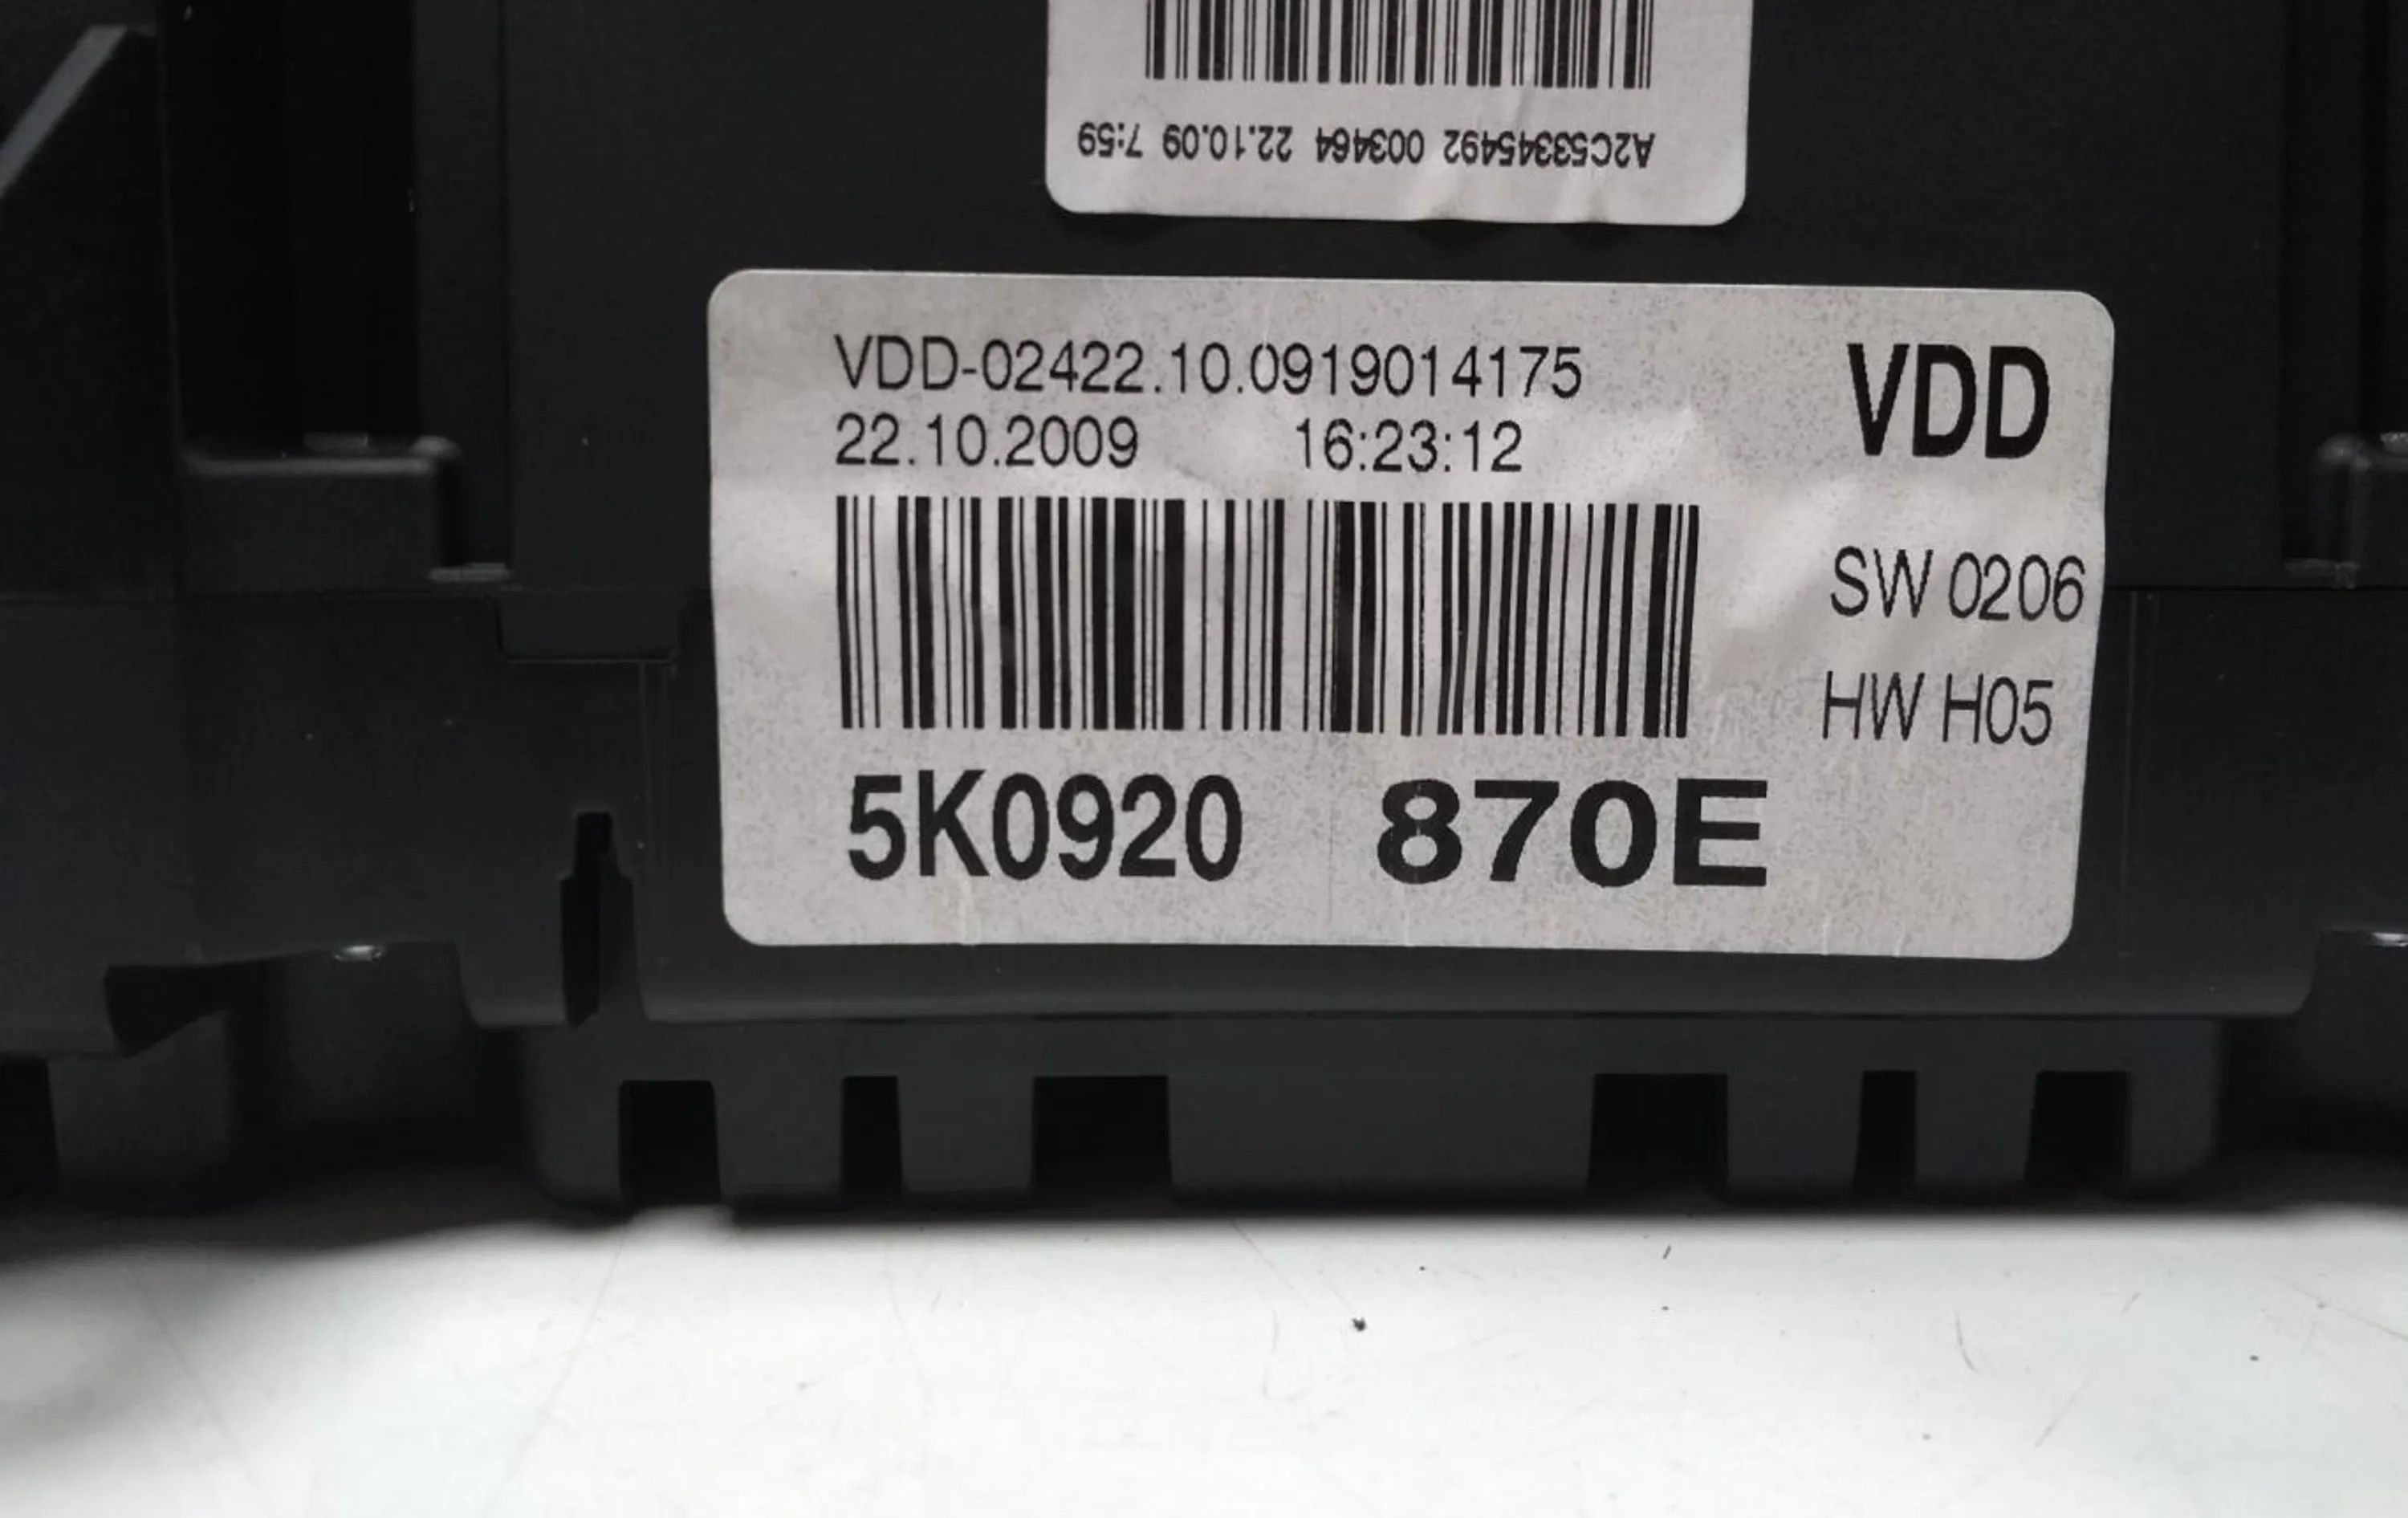 A2C53345492 003464 22.10.09 7:59
VDD-02422.10.0919014175
22.10.2009 16:23:12
VDD
SW 0206
HW H05
5K0920 870E